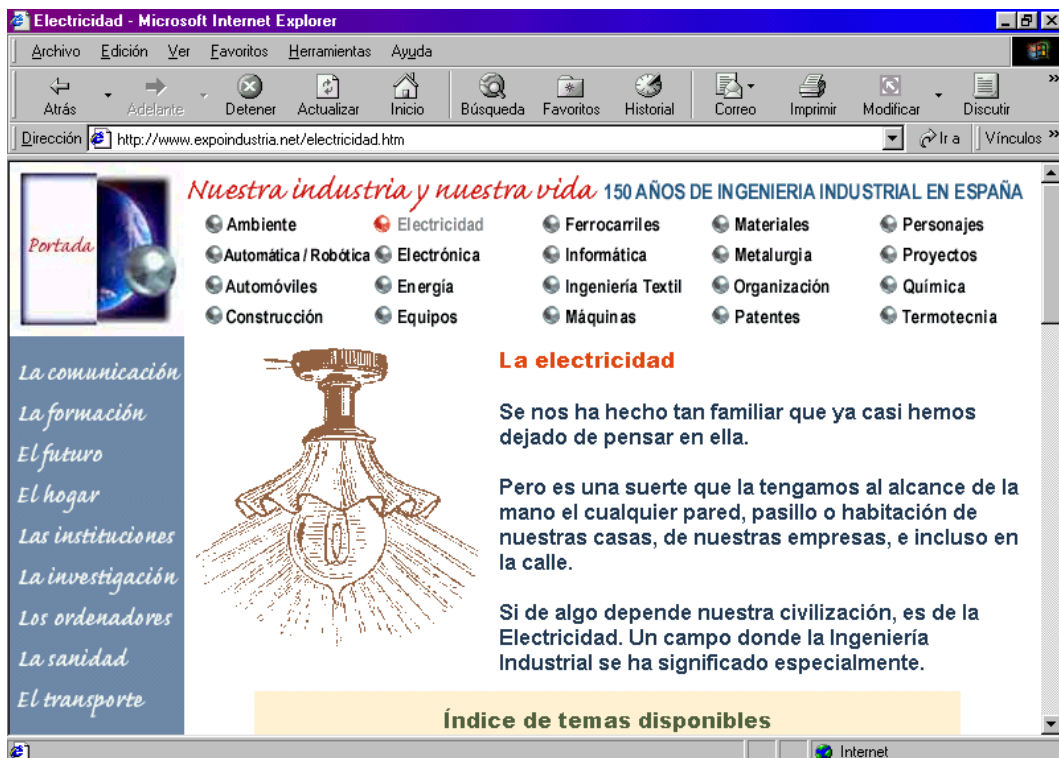 Electricidad - Microsoft Internet Explorer
Archivo Edición Ver Favoritos Herramientas Ayuda
Atrás Adelante Detener Actualizar Inicio Búsqueda Favoritos Historial Correo Imprimir Modificar Discutir »
Dirección http://www.expoindustria.net/electricidad.htm Ir a Vínculos »
Portada
Nuestra industria y nuestra vida 150 AÑOS DE INGENIERIA INDUSTRIAL EN ESPAÑA
Ambiente Electricidad Ferrocarriles Materiales Personajes
Automática / Robótica Electrónica Informática Metalurgia Proyectos
Automóviles Energía Ingeniería Textil Organización Química
Construcción Equipos Máquinas Patentes Termotecnia
La comunicación
La formación
El futuro
El hogar
Las instituciones
La investigación
Los ordenadores
La sanidad
El transporte
La electricidad
Se nos ha hecho tan familiar que ya casi hemos
dejado de pensar en ella.
Pero es una suerte que la tengamos al alcance de la
mano el cualquier pared, pasillo o habitación de
nuestras casas, de nuestras empresas, e incluso en
la calle.
Si de algo depende nuestra civilización, es de la
Electricidad. Un campo donde la Ingeniería
Industrial se ha significado especialmente.
Índice de temas disponibles
Internet